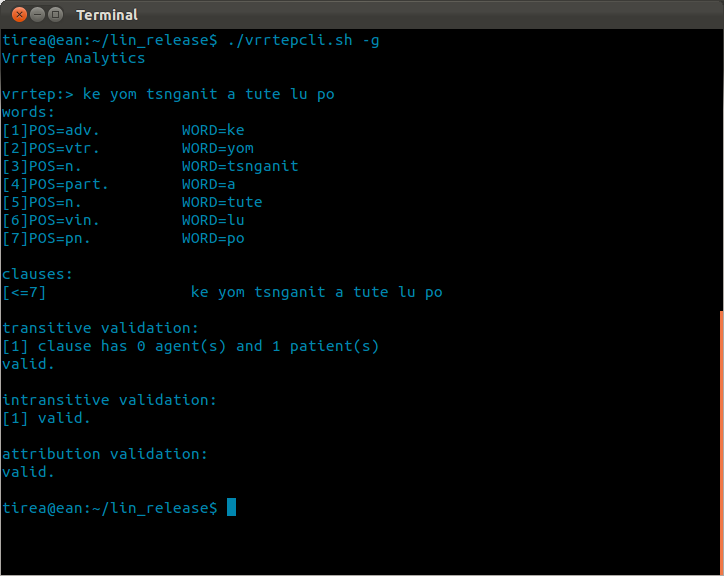 Terminal
tirea@ean:~/lin_release$ ./vrrtepcli.sh -g
Vrrtep Analytics
vrrtep:> ke yom tsnganit a tute lu po
words:
[1]POS=adv. WORD=ke
[2]POS=vtr. WORD=yom
[3]POS=n. WORD=tsnganit
[4]POS=part. WORD=a
[5]POS=n. WORD=tute
[6]POS=vin. WORD=lu
[7]POS=pn. WORD=po
clauses:
[<=7] ke yom tsnganit a tute lu po
transitive validation:
[1] clause has 0 agent(s) and 1 patient(s)
valid.
intransitive validation:
[1] valid.
attribution validation:
valid.
tirea@ean:~/lin_release$